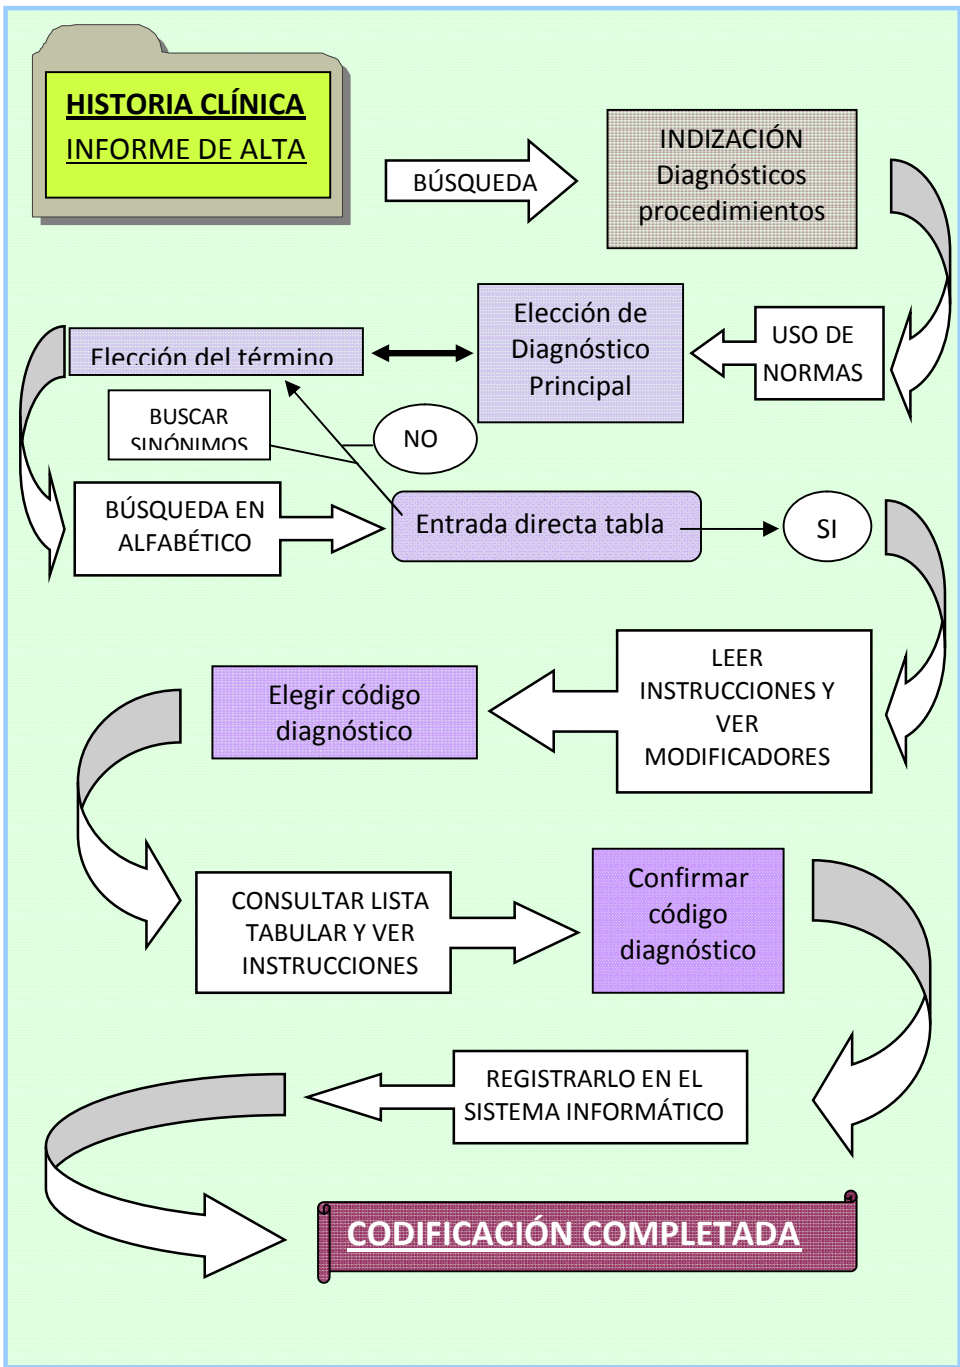 HISTORIA CLÍNICA
INFORME DE ALTA
BÚSQUEDA
INDIZACIÓN
Diagnósticos
procedimientos
USO DE
NORMAS
Elección de
Diagnóstico
Principal
Elección del término
BUSCAR
SINÓNIMOS
NO
BÚSQUEDA EN
ALFABÉTICO
Entrada directa tabla
SI
LEER
INSTRUCCIONES Y
VER
MODIFICADORES
Elegir código
diagnóstico
CONSULTAR LISTA
TABULAR Y VER
INSTRUCCIONES
Confirmar
código
diagnóstico
REGISTRARLO EN EL
SISTEMA INFORMÁTICO
CODIFICACIÓN COMPLETADA